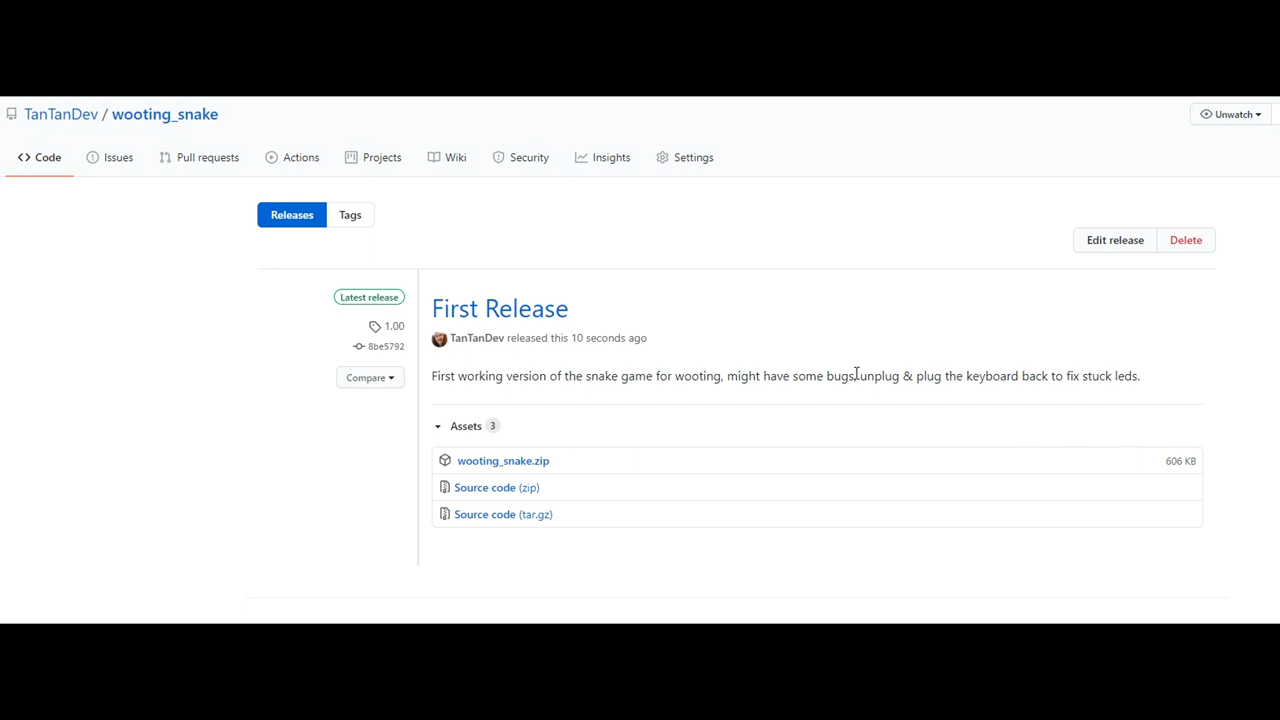 TanTanDev / wooting_snake
Unwatch
Code Issues Pull requests Actions Projects Wiki Security Insights Settings
Releases Tags
Edit release Delete
Latest release
1.00
8be5792
Compare
First Release
TanTanDev released this 10 seconds ago
First working version of the snake game for wooting, might have some bugs, unplug & plug the keyboard back to fix stuck leds.
Assets 3
wooting_snake.zip 606 KB
Source code (zip)
Source code (tar.gz)